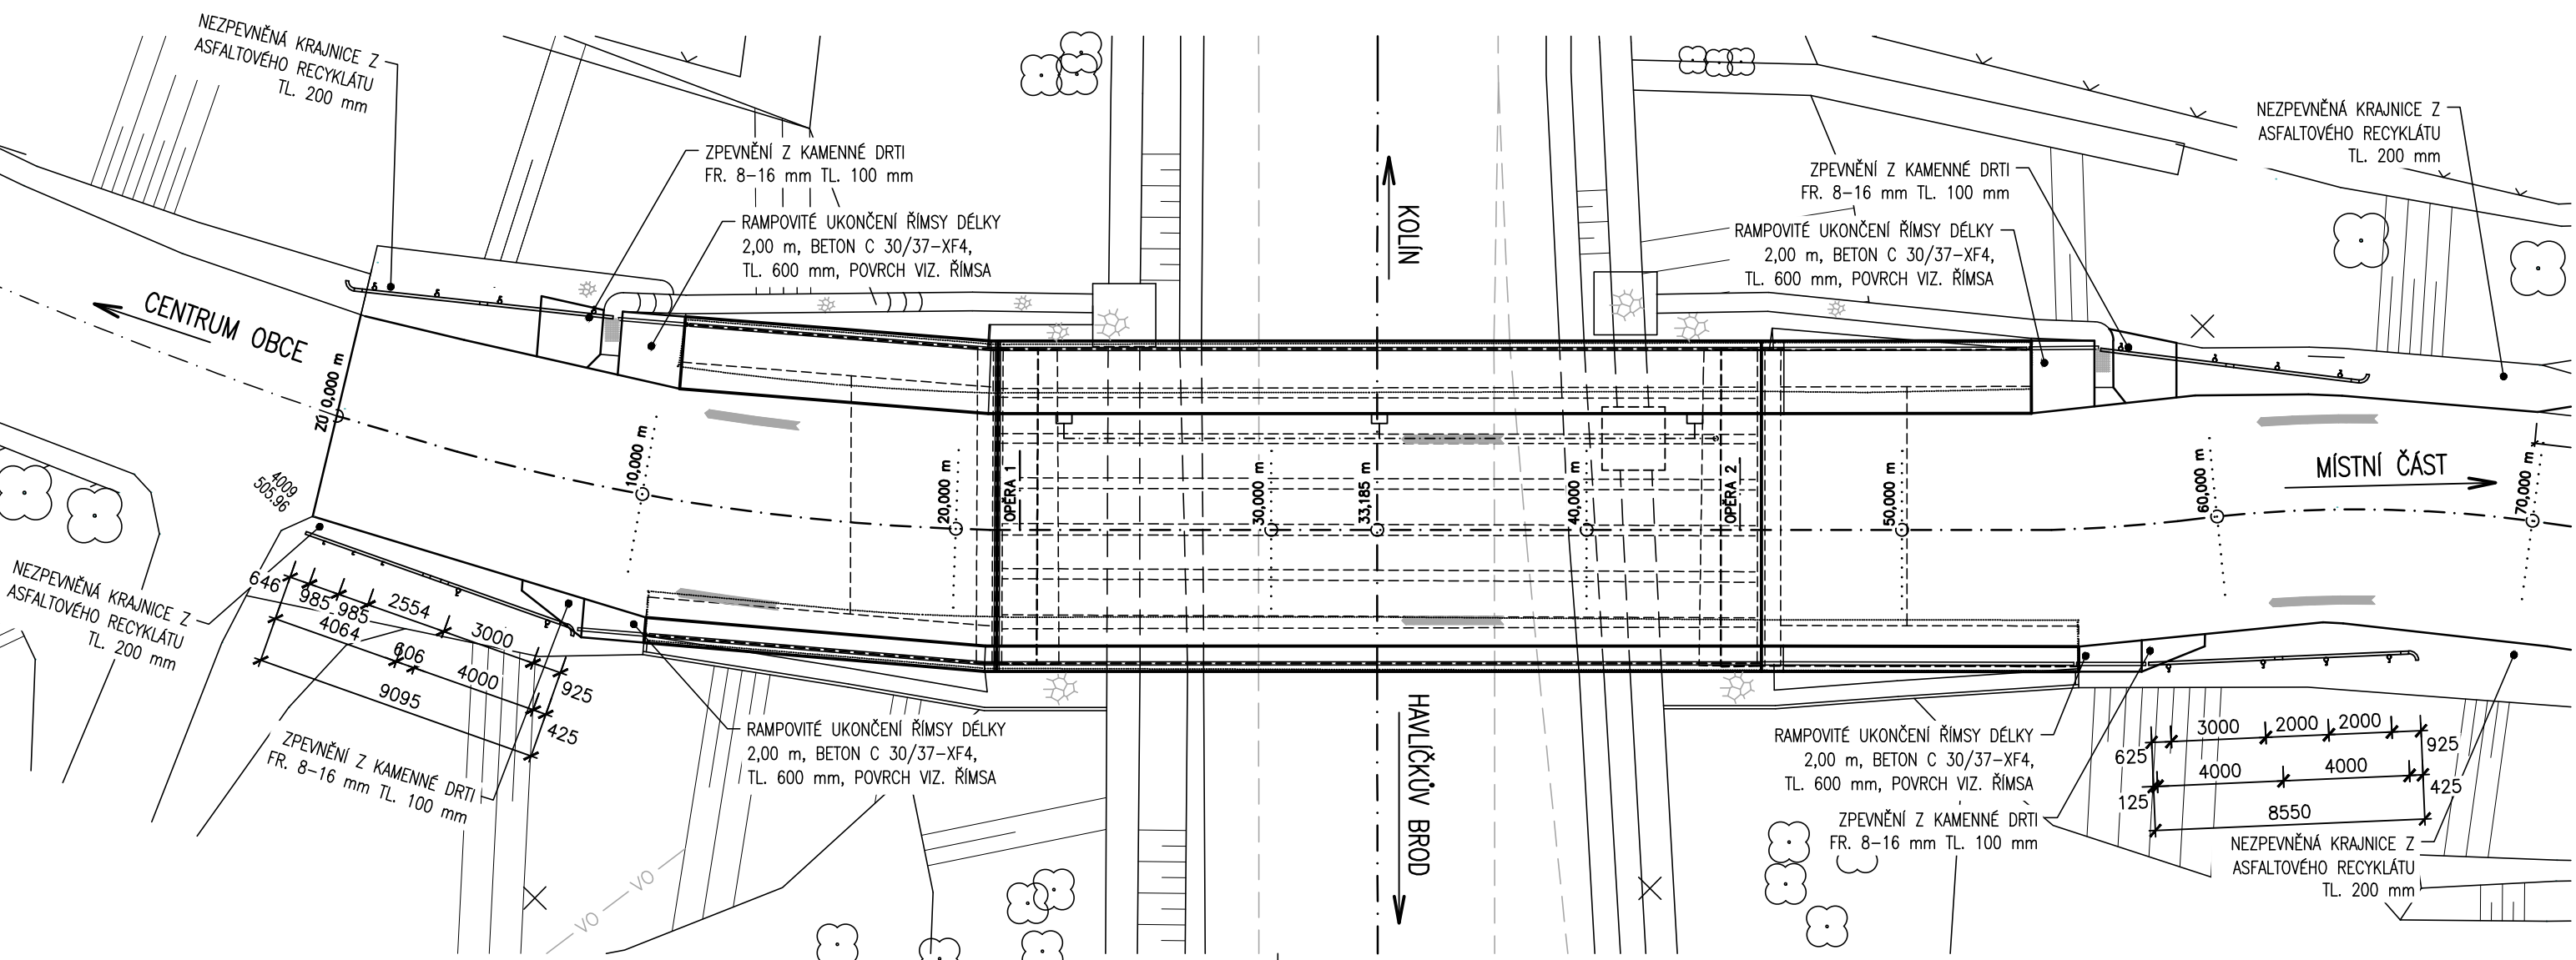 NEZPEVNĚNÁ KRAJNICE Z
ASFALTOVÉHO RECYKLÁTU
TL. 200 mm
ZPEVNĚNÍ Z KAMENNÉ DRTI
FR. 8-16 mm TL. 100 mm
RAMPOVITÉ UKONČENÍ ŘÍMSY DÉLKY
2,00 m, BETON C 30/37-XF4,
TL. 600 mm, POVRCH VIZ. ŘÍMSA
KOLÍN
ZPEVNĚNÍ Z KAMENNÉ DRTI
FR. 8-16 mm TL. 100 mm
RAMPOVITÉ UKONČENÍ ŘÍMSY DÉLKY
2,00 m, BETON C 30/37-XF4,
TL. 600 mm, POVRCH VIZ. ŘÍMSA
NEZPEVNĚNÁ KRAJNICE Z
ASFALTOVÉHO RECYKLÁTU
TL. 200 mm
CENTRUM OBCE
ZÚ 0,000 m
10,000 m
20,000 m
OPĚRA 1
30,000 m
33,185 m
40,000 m
OPĚRA 2
50,000 m
60,000 m
70,000 m
MÍSTNÍ ČÁST
4009
505.96
NEZPEVNĚNÁ KRAJNICE Z
ASFALTOVÉHO RECYKLÁTU
TL. 200 mm
646
985
985
2554
3000
925
4064
606
4000
425
9095
ZPEVNĚNÍ Z KAMENNÉ DRTI
FR. 8-16 mm TL. 100 mm
RAMPOVITÉ UKONČENÍ ŘÍMSY DÉLKY
2,00 m, BETON C 30/37-XF4,
TL. 600 mm, POVRCH VIZ. ŘÍMSA
VO
VO
HAVLÍČKŮV BROD
RAMPOVITÉ UKONČENÍ ŘÍMSY DÉLKY
2,00 m, BETON C 30/37-XF4,
TL. 600 mm, POVRCH VIZ. ŘÍMSA
ZPEVNĚNÍ Z KAMENNÉ DRTI
FR. 8-16 mm TL. 100 mm
625
3000
2000
2000
925
125
4000
4000
425
8550
NEZPEVNĚNÁ KRAJNICE Z
ASFALTOVÉHO RECYKLÁTU
TL. 200 mm